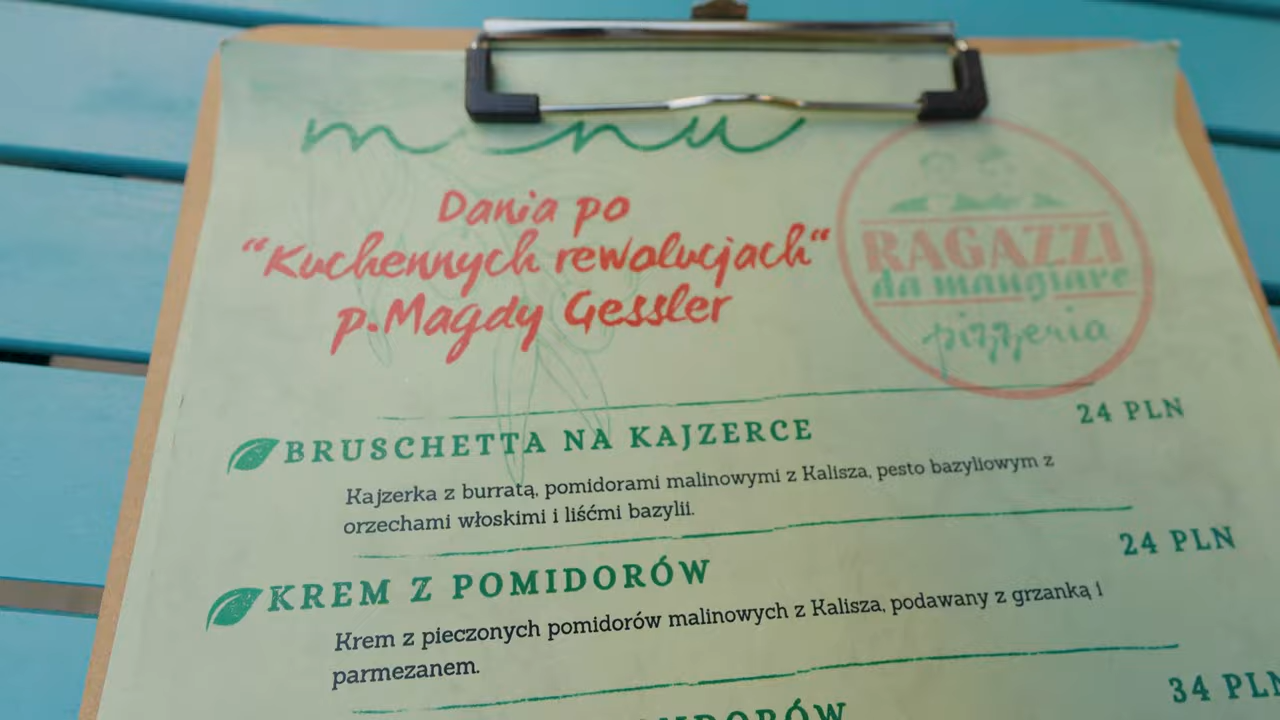 menu
Dania po
“Kuchennych rewolucjach“
p.Magdy Gessler
RAGAZZI
da mangiare
pizzeria
BRUSCHETTA NA KAJZERCE
24 PLN
Kajzerka z burratą, pomidorami malinowymi z Kalisza, pesto bazyliowym z
orzechami włoskimi i liśćmi bazylii.
KREM Z POMIDORÓW
24 PLN
Krem z pieczonych pomidorów malinowych z Kalisza, podawany z grzanką i
parmezanem.
34 PLN